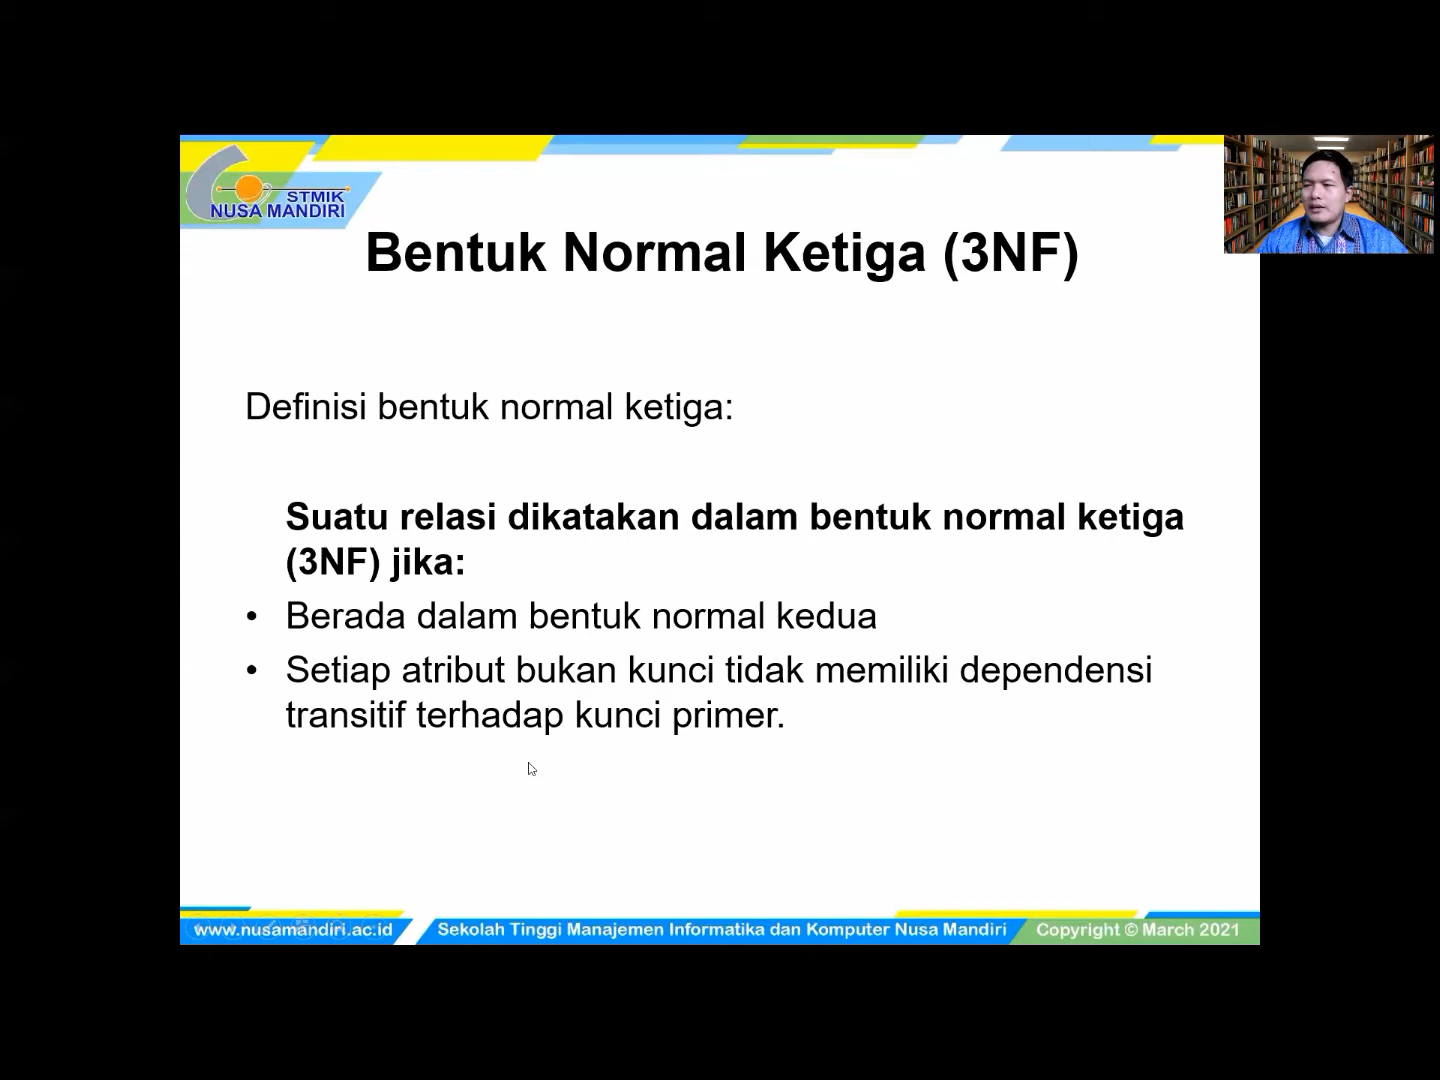 STMIK
NUSA MANDIRI
Bentuk Normal Ketiga (3NF)
Definisi bentuk normal ketiga:
Suatu relasi dikatakan dalam bentuk normal ketiga
(3NF) jika:
• Berada dalam bentuk normal kedua
• Setiap atribut bukan kunci tidak memiliki dependensi
transitif terhadap kunci primer.
www.nusamandiri.ac.id
Sekolah Tinggi Manajemen Informatika dan Komputer Nusa Mandiri
Copyright © March 2021